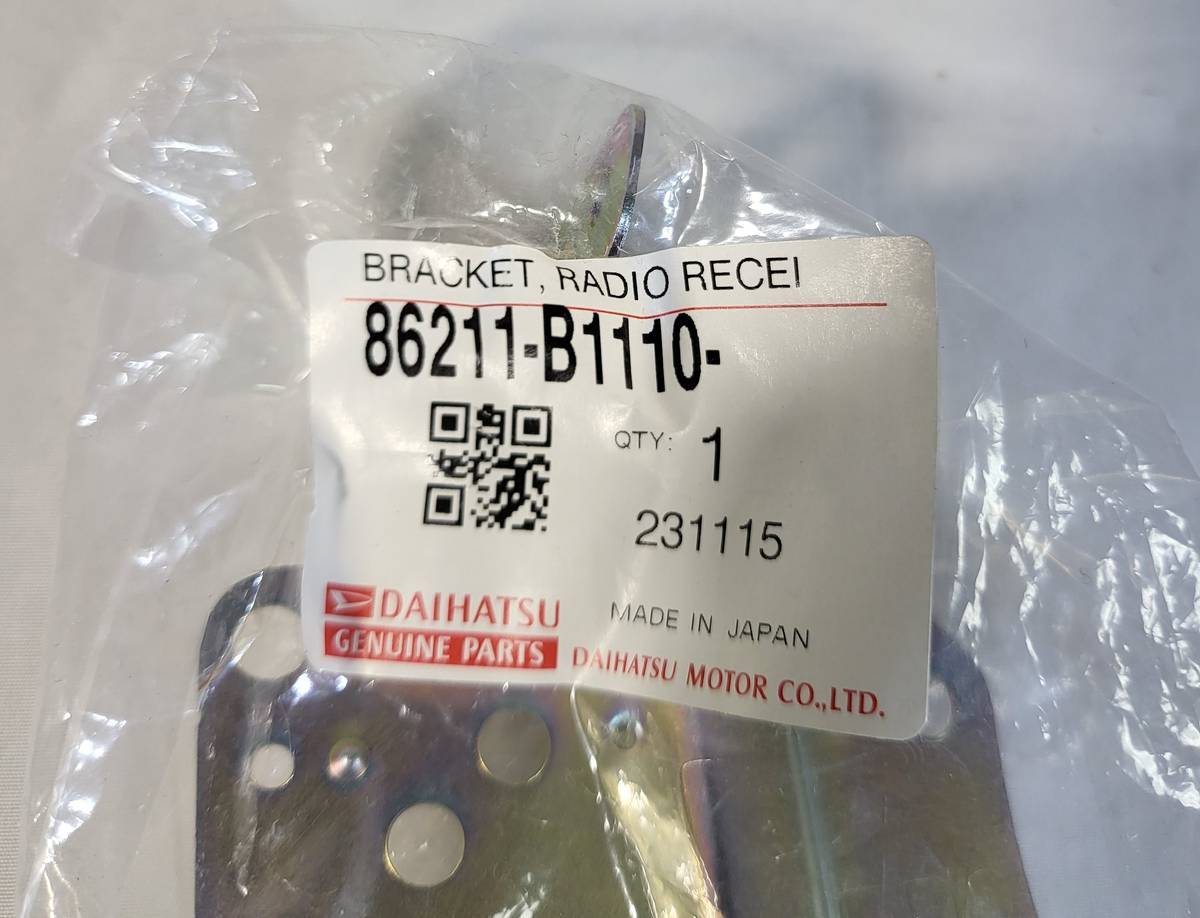 BRACKET, RADIO RECEI
86211-B1110-
QTY: 1
231115
DAIHATSU
GENUINE PARTS
MADE IN JAPAN
DAIHATSU MOTOR CO.,LTD.